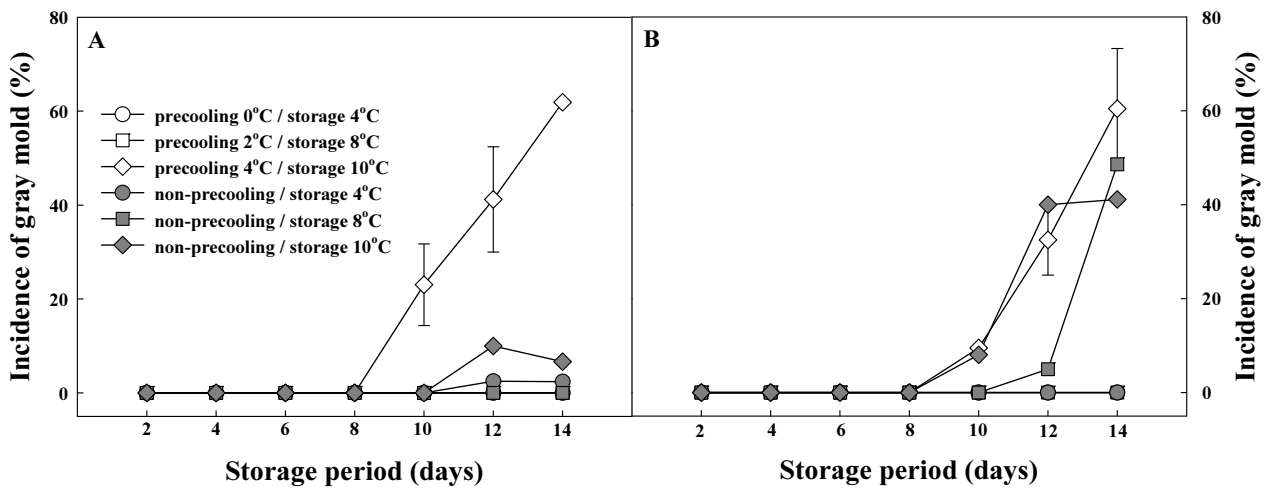 A
B
80
60
40
20
0
Incidence of gray mold (%)
precooling 0°C / storage 4°C
precooling 2°C / storage 8°C
precooling 4°C / storage 10°C
non-precooling / storage 4°C
non-precooling / storage 8°C
non-precooling / storage 10°C
2 4 6 8 10 12 14
Storage period (days)
2 4 6 8 10 12 14
Storage period (days)
80
60
40
20
0
Incidence of gray mold (%)